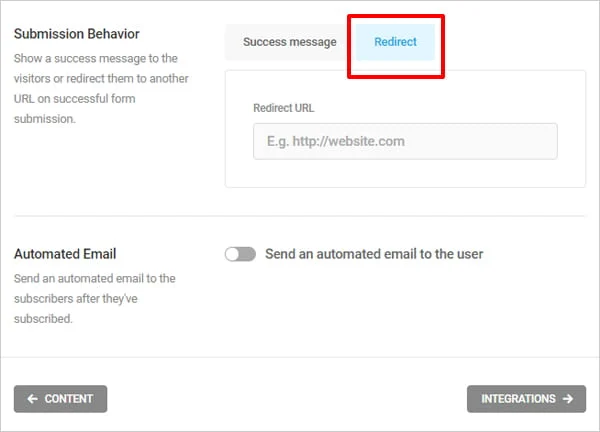 Submission Behavior
Show a success message to the
visitors or redirect them to another
URL on successful form
submission.
Success message
Redirect
Redirect URL
E.g. http://website.com
Automated Email
Send an automated email to the
subscribers after they've
subscribed.
Send an automated email to the user
← CONTENT
INTEGRATIONS →